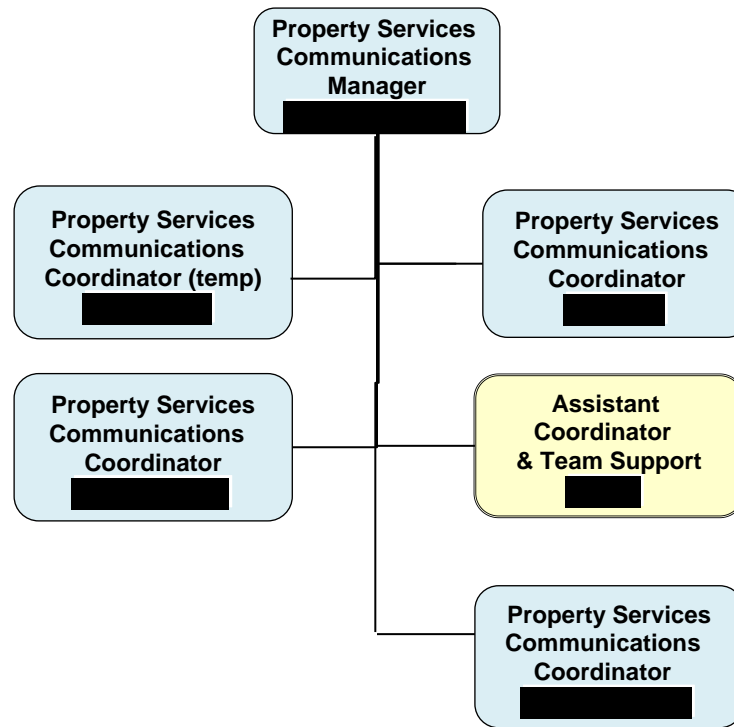 Property Services
Communications
Manager
Property Services
Communications
Coordinator (temp)
Property Services
Communications
Coordinator
Property Services
Communications
Coordinator
Assistant
Coordinator
& Team Support
Property Services
Communications
Coordinator